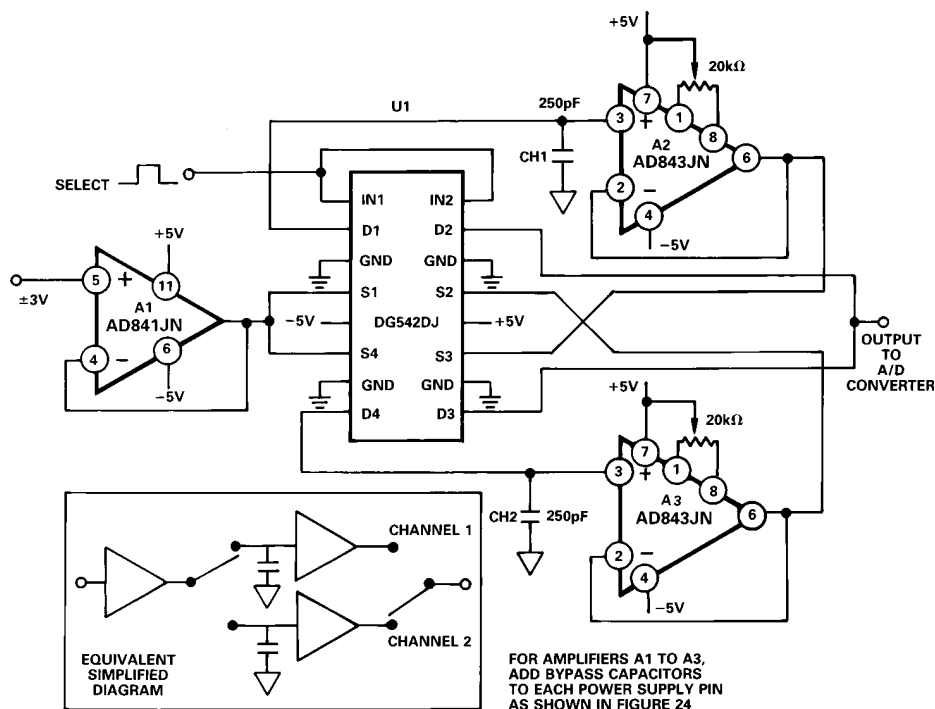 +5V
20kΩ
U1
250pF
7
3
+
1
8
A2
AD843JN
6
CH1
2
−
4
−5V
SELECT
IN1
IN2
D1
D2
GND
GND
+5V
5
+
11
±3V
A1
AD841JN
4
−
6
−5V
S1
S2
−5V
DG542DJ
+5V
S4
S3
GND
GND
D4
D3
OUTPUT
TO
A/D
CONVERTER
+5V
20kΩ
7
3
+
1
8
A3
AD843JN
6
CH2
250pF
2
−
4
−5V
CHANNEL 1
CHANNEL 2
EQUIVALENT
SIMPLIFIED
DIAGRAM
FOR AMPLIFIERS A1 TO A3,
ADD BYPASS CAPACITORS
TO EACH POWER SUPPLY PIN
AS SHOWN IN FIGURE 24